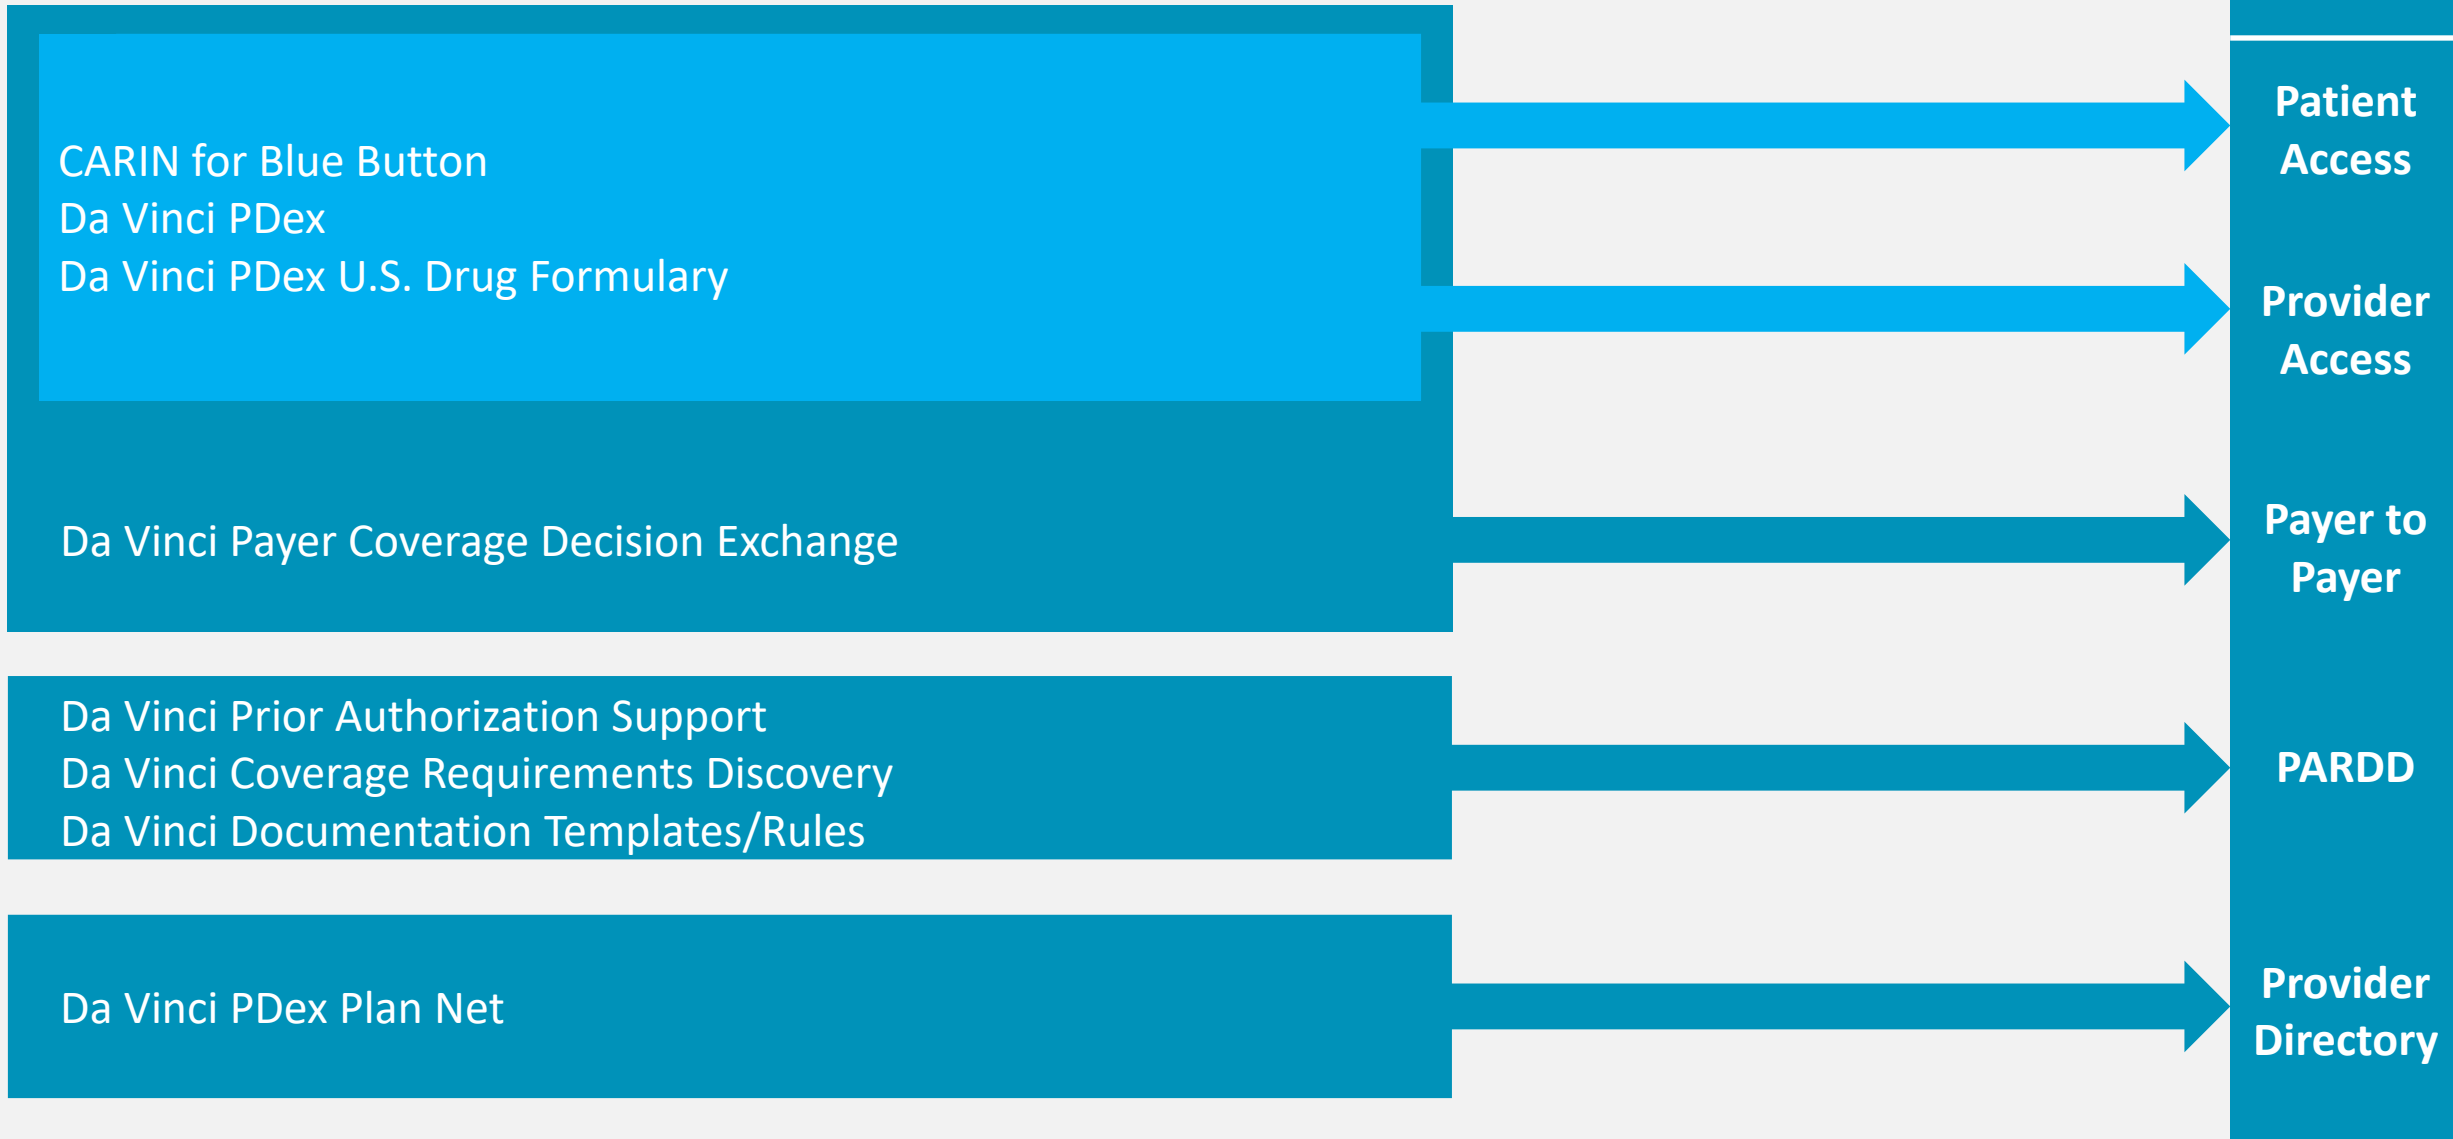 CARIN for Blue Button
Da Vinci PDex
Da Vinci PDex U.S. Drug Formulary
Da Vinci Payer Coverage Decision Exchange
Da Vinci Prior Authorization Support
Da Vinci Coverage Requirements Discovery
Da Vinci Documentation Templates/Rules
Da Vinci PDex Plan Net
Patient
Access
Provider
Access
Payer to
Payer
PARDD
Provider
Directory